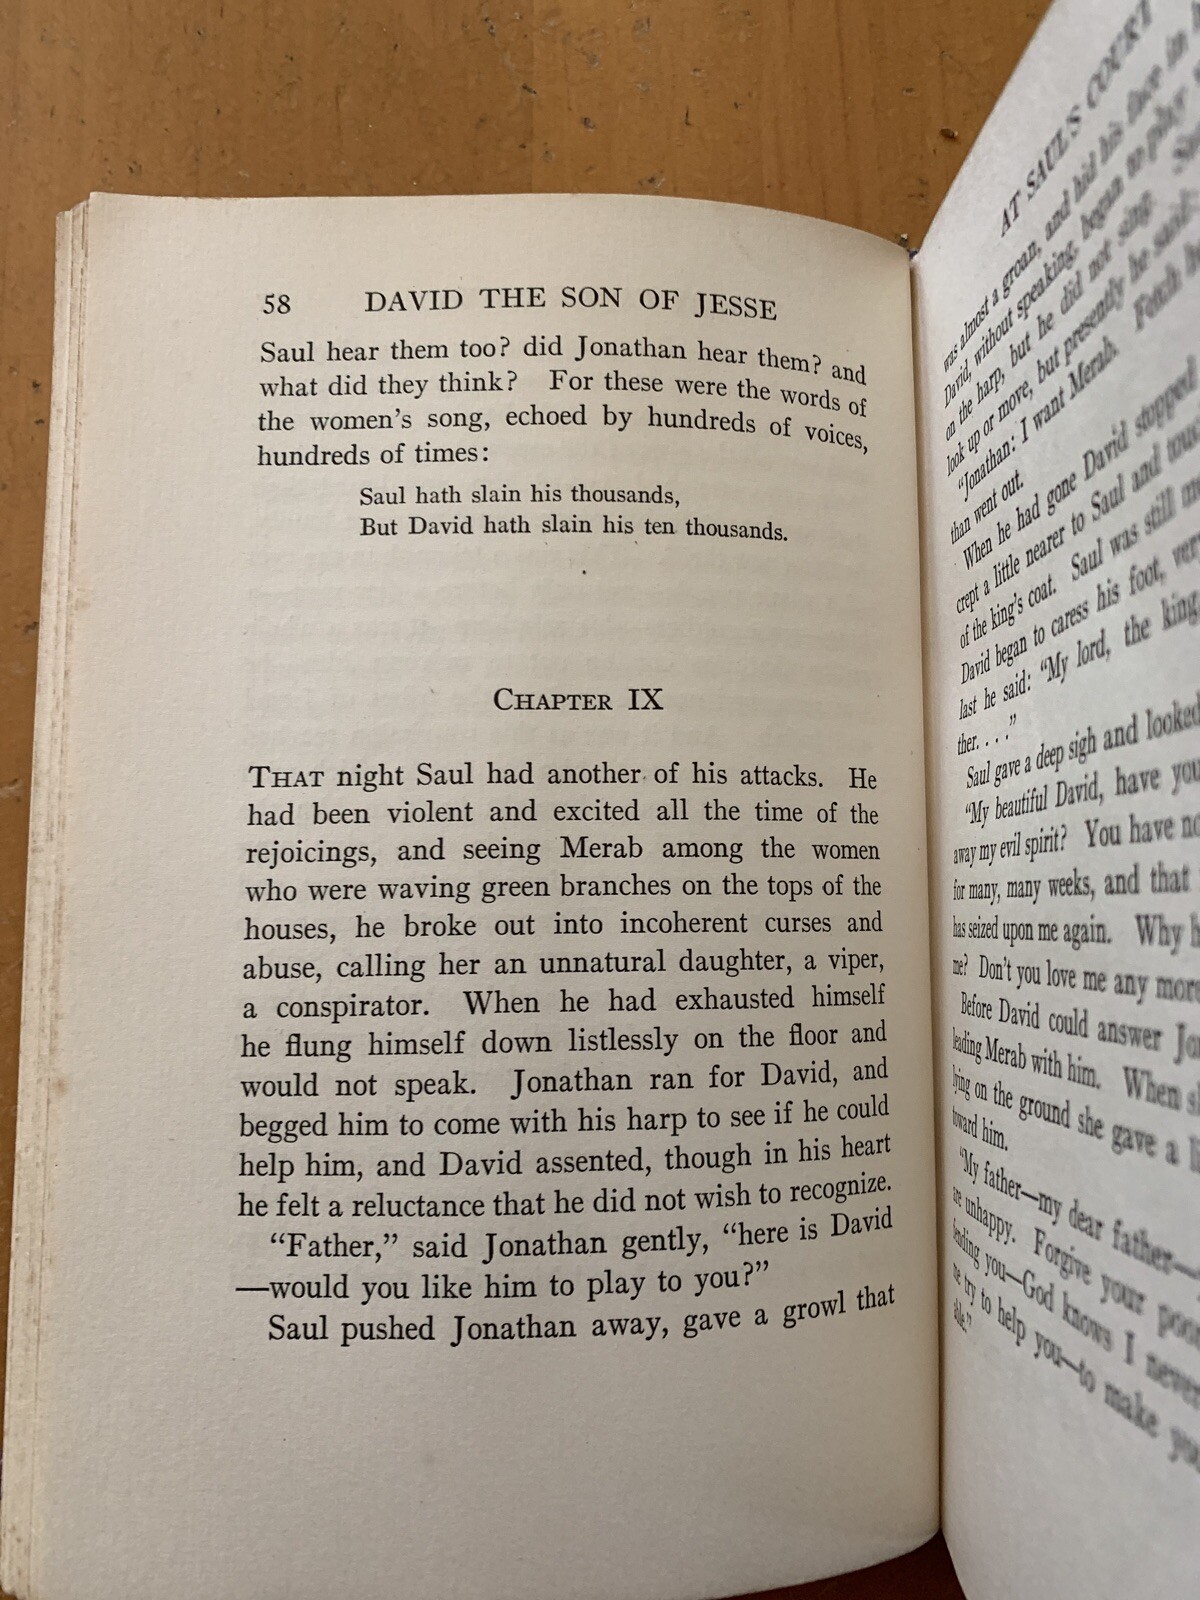 58 DAVID THE SON OF JESSE
Saul hear them too? did Jonathan hear them? and
what did they think? For these were the words of
the women's song, echoed by hundreds of voices,
hundreds of times:
Saul hath slain his thousands,
But David hath slain his ten thousands.
CHAPTER IX
THAT night Saul had another of his attacks. He
had been violent and excited all the time of the
rejoicings, and seeing Merab among the women
who were waving green branches on the tops of the
houses, he broke out into incoherent curses and
abuse, calling her an unnatural daughter, a viper,
a conspirator. When he had exhausted himself
he flung himself down listlessly on the floor and
would not speak. Jonathan ran for David, and
begged him to come with his harp to see if he could
help him, and David assented, though in his heart
he felt a reluctance that he did not wish to recognize.
"Father," said Jonathan gently, "here is David
—would you like him to play to you?"
Saul pushed Jonathan away, gave a growl that
AT SAUL'S COURT
was almost a groan, and hid his face in
David, without speaking, began to play
on the harp, but he did not sing.
look up or move, but presently he said:
"Jonathan: I want Merab. Fetch
than went out.
When he had gone David stopped
crept a little nearer to Saul and
of the king's coat. Saul was still
David began to caress his foot,
last he said: "My lord, the king
ther. . . ."
Saul gave a deep sigh and looked
"My beautiful David, have you
away my evil spirit? You have
for many, many weeks, and that
has seized upon me again. Why
me? Don't you love me any more
Before David could answer
leading Merab with him. When
lying on the ground she gave a
toward him.
"My father—my dear father—
are unhappy. Forgive your
you—God knows I never
me try to help you—to make
able."